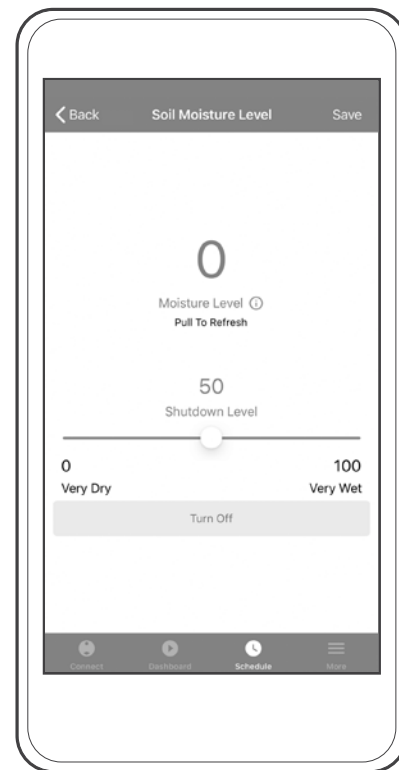 Back Soil Moisture Level Save
0
Moisture Level
Pull To Refresh
50
Shutdown Level
0 100
Very Dry Very Wet
Turn Off
Connect Dashboard Schedule More